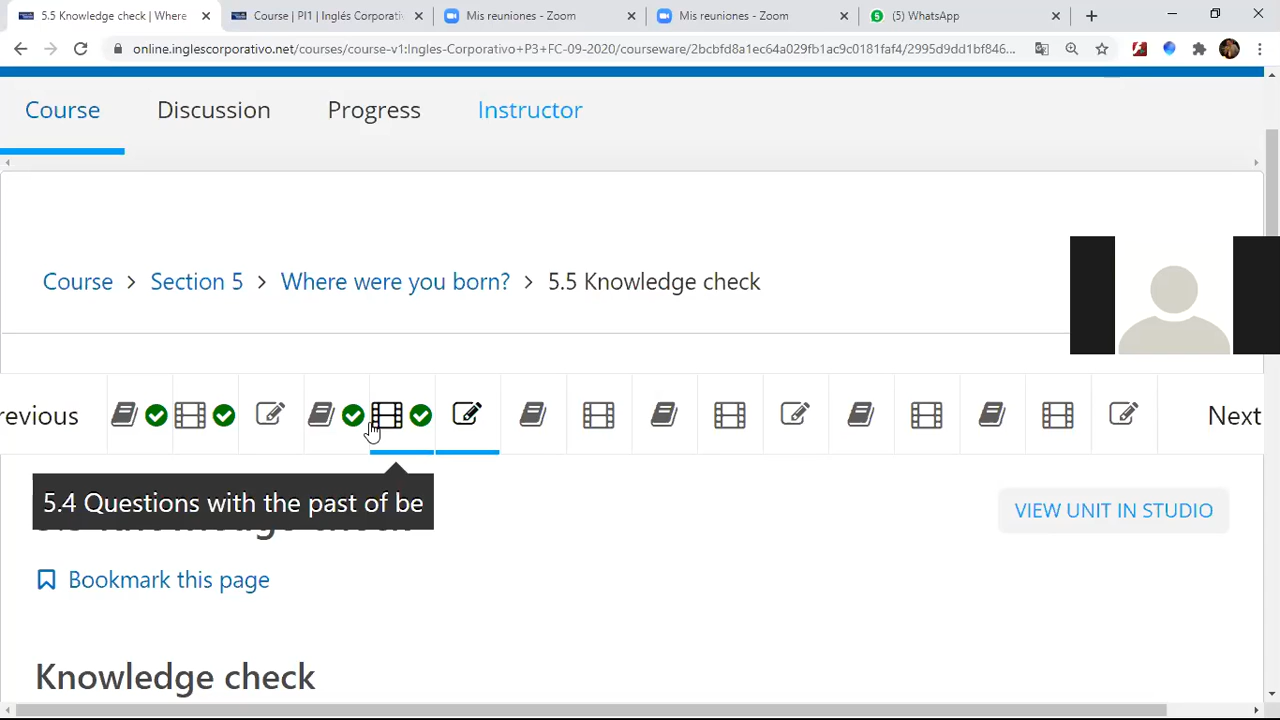 5.5 Knowledge check | Where
Course | PI1 | Inglés Corporativ
Mis reuniones - Zoom
Mis reuniones - Zoom
(5) WhatsApp
online.inglescorporativo.net/courses/course-v1:Ingles-Corporativo+P3+FC-09-2020/courseware/2bcbfd8a1ec64a029fb1ac9c0181faf4/2995d9dd1bf846...
Course
Discussion
Progress
Instructor
Course > Section 5 > Where were you born? > 5.5 Knowledge check
revious
Next
5.4 Questions with the past of be
VIEW UNIT IN STUDIO
Bookmark this page
Knowledge check